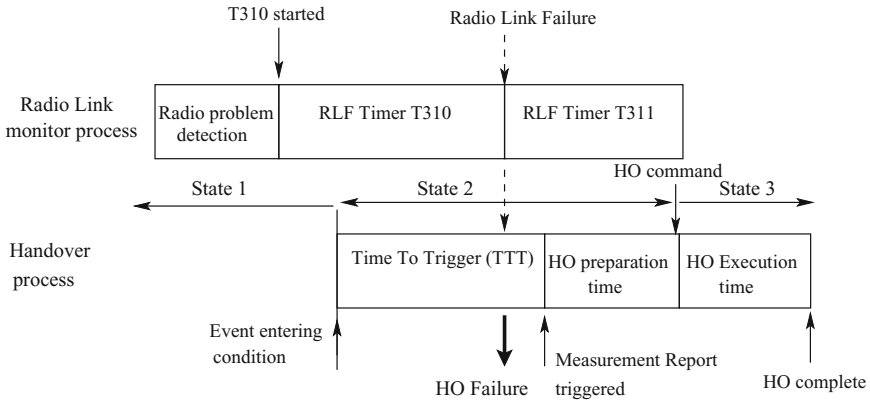 T310 started
Radio Link Failure
Radio Link
monitor process
Radio problem
detection
RLF Timer T310
RLF Timer T311
HO command
State 1
State 2
State 3
Handover
process
Time To Trigger (TTT)
HO preparation
time
HO Execution
time
Event entering
condition
HO Failure
Measurement Report
triggered
HO complete